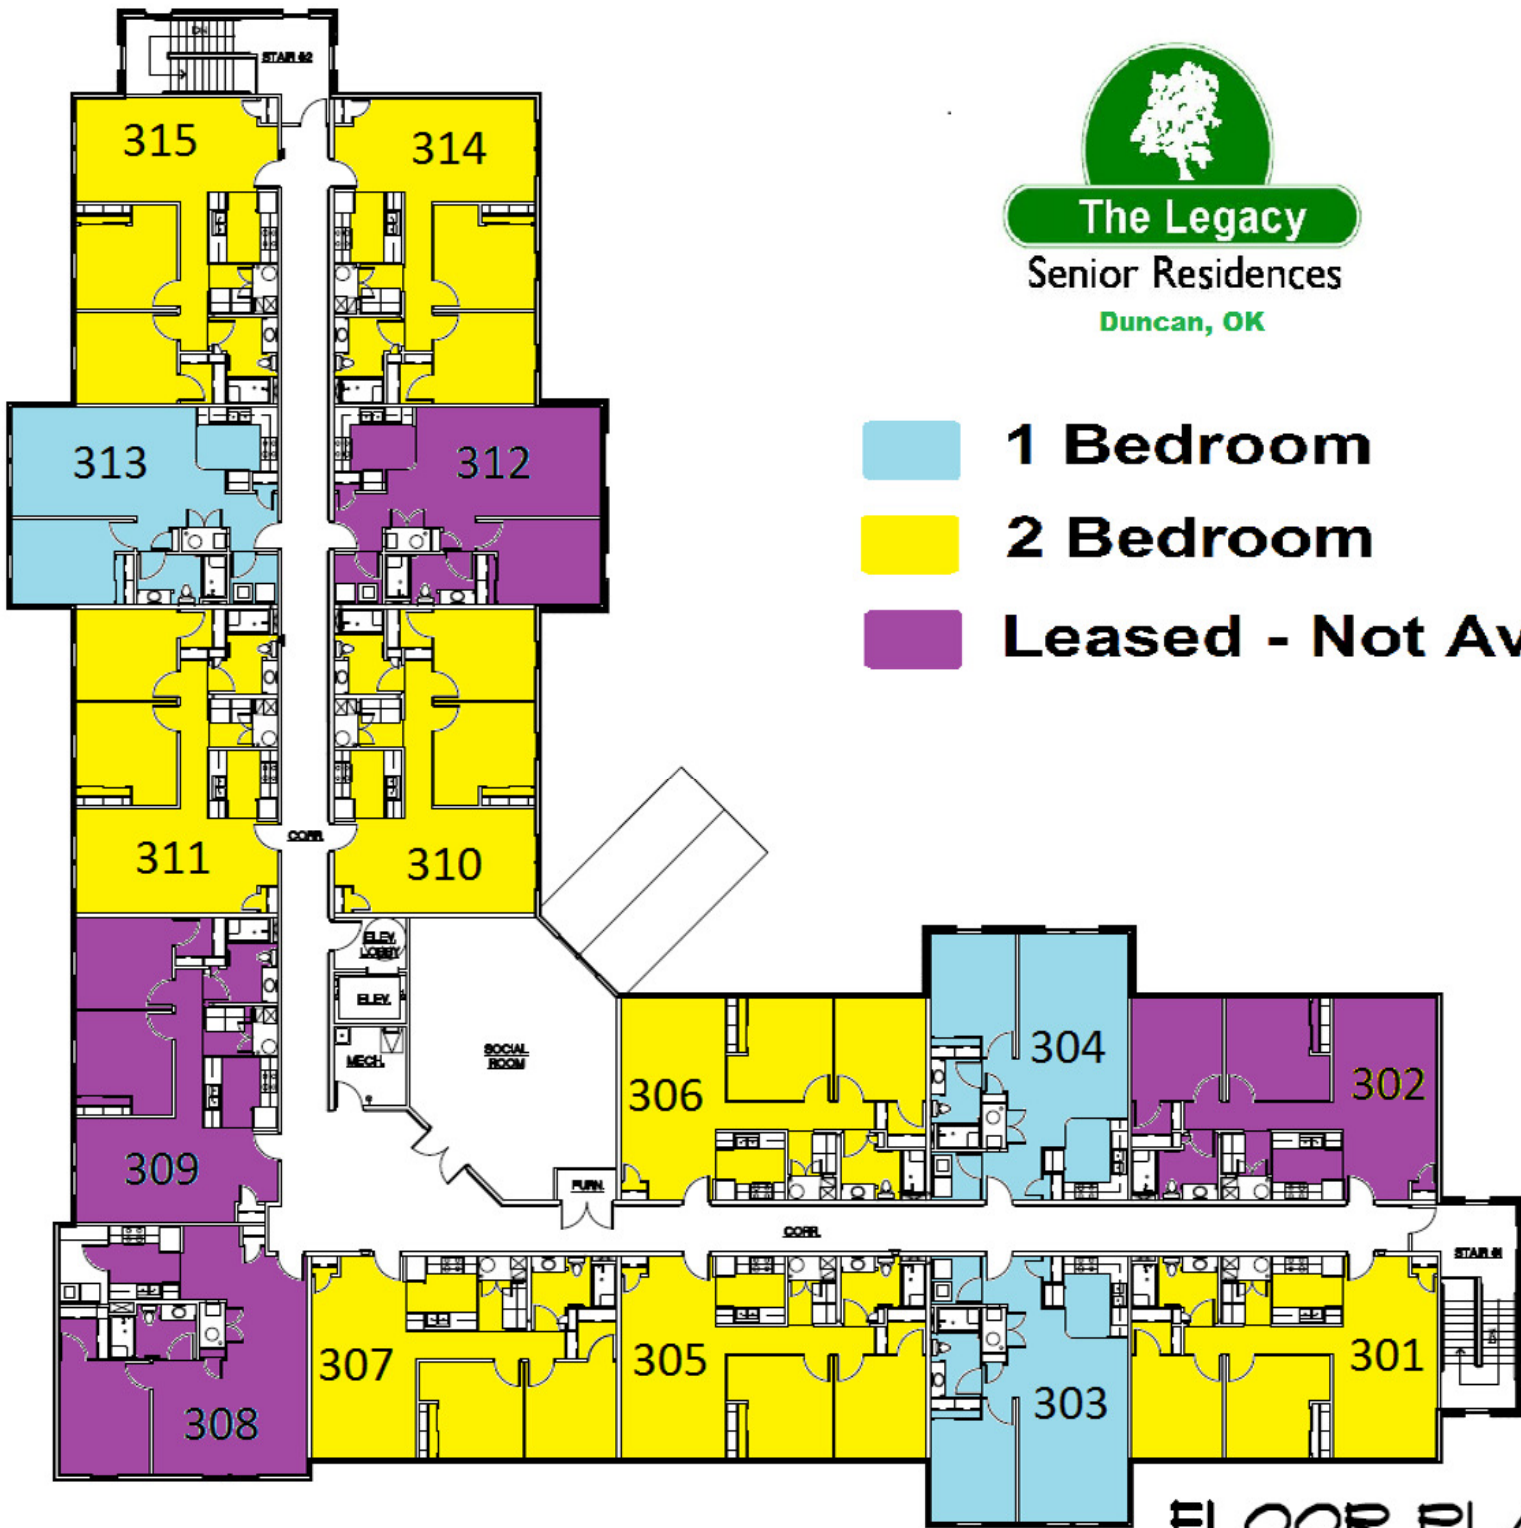 DN
STAIR #2
315
314
The Legacy
Senior Residences
Duncan, OK
313
312
1 Bedroom
2 Bedroom
Leased - Not Av
CORR.
311
310
ELEV.
LOBBY
ELEV.
MECH.
SOCIAL
ROOM
306
304
302
309
FURN.
CORR.
STAIR #1
DN
308
307
305
303
301